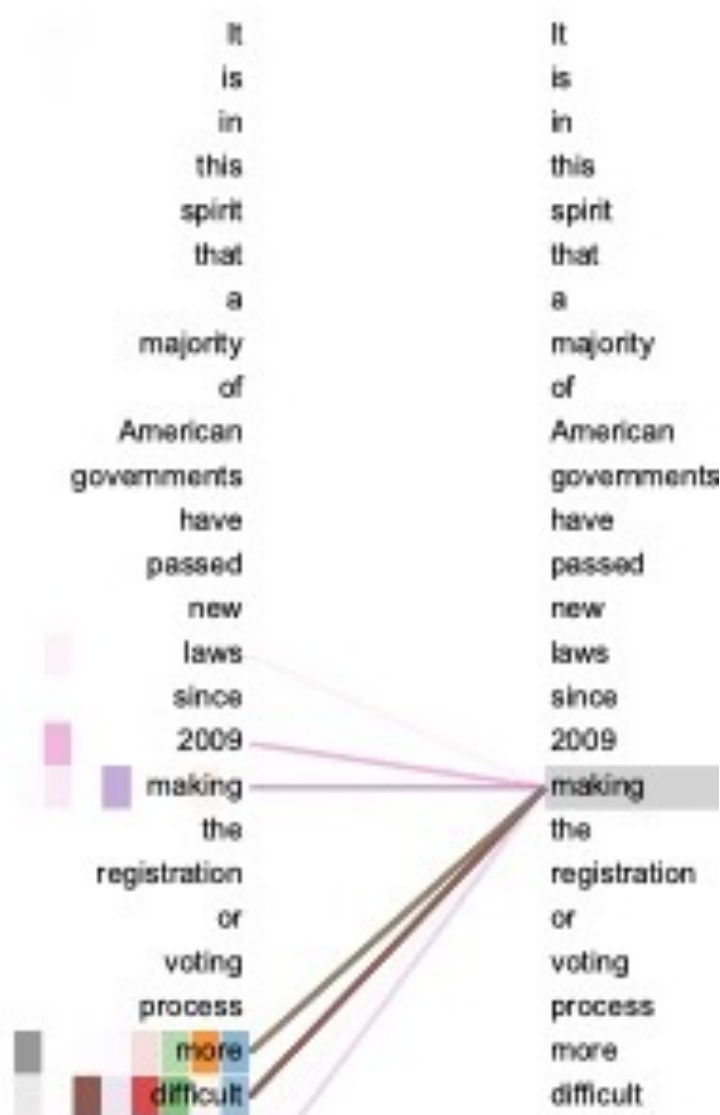 It It
is is
in in
this this
spirit spirit
that that
a a
majority majority
of of
American American
governments governments
have have
passed passed
new new
laws laws
since since
2009 2009
making making
the the
registration registration
or or
voting voting
process process
more more
difficult difficult